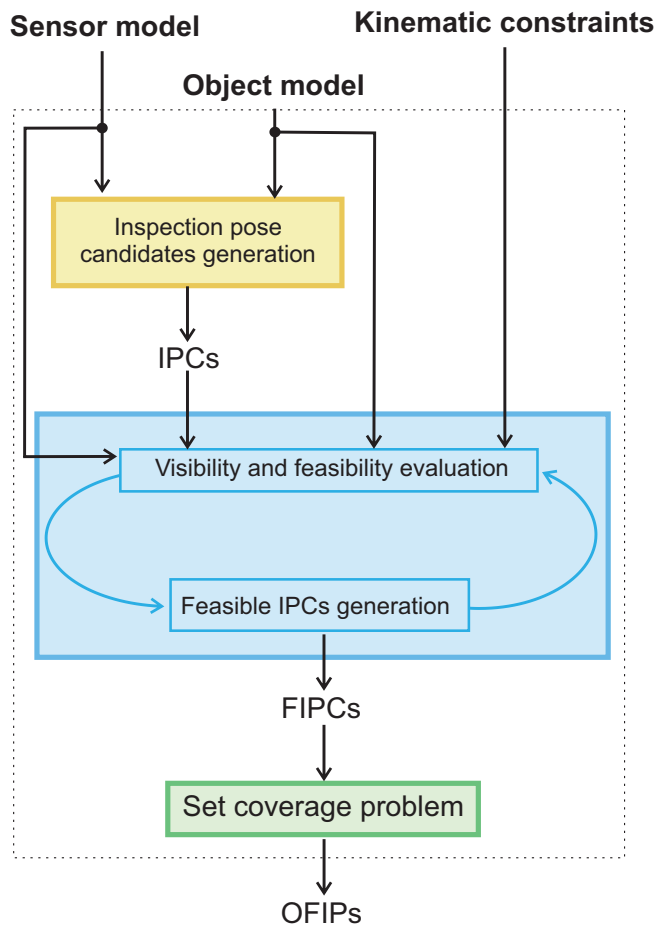 Sensor model
Kinematic constraints
Object model
Inspection pose
candidates generation
IPCs
Visibility and feasibility evaluation
Feasible IPCs generation
FIPCs
Set coverage problem
OFIPs